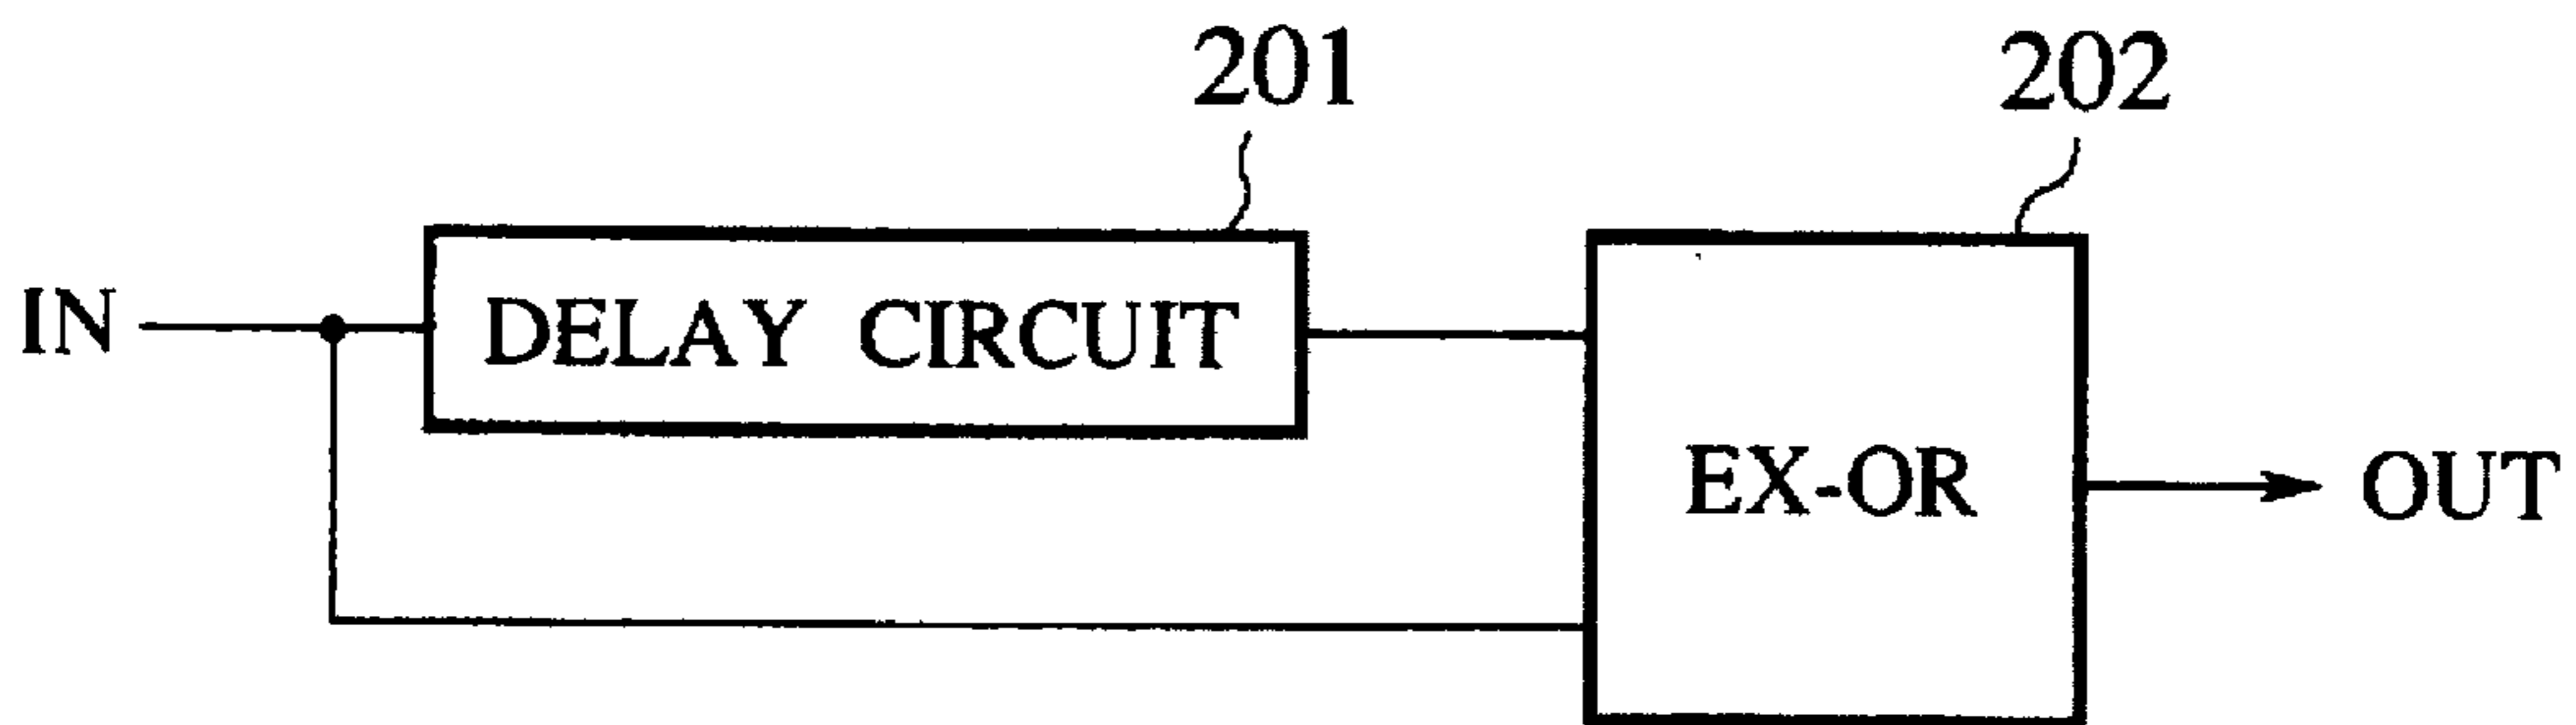 201
202
IN
DELAY CIRCUIT
EX-OR
OUT